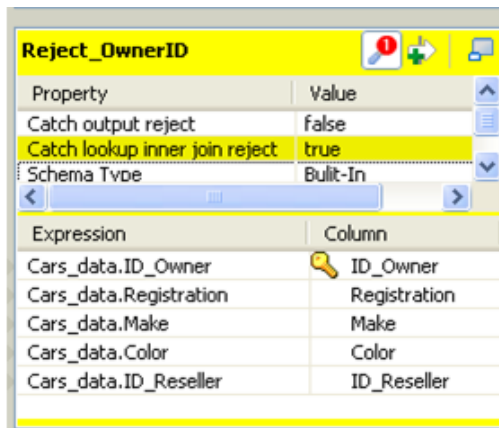 Reject_OwnerID
1
Property Value
Catch output reject false
Catch lookup inner join reject true
Schema Type Bulit-In
Expression Column
Cars_data.ID_Owner ID_Owner
Cars_data.Registration Registration
Cars_data.Make Make
Cars_data.Color Color
Cars_data.ID_Reseller ID_Reseller